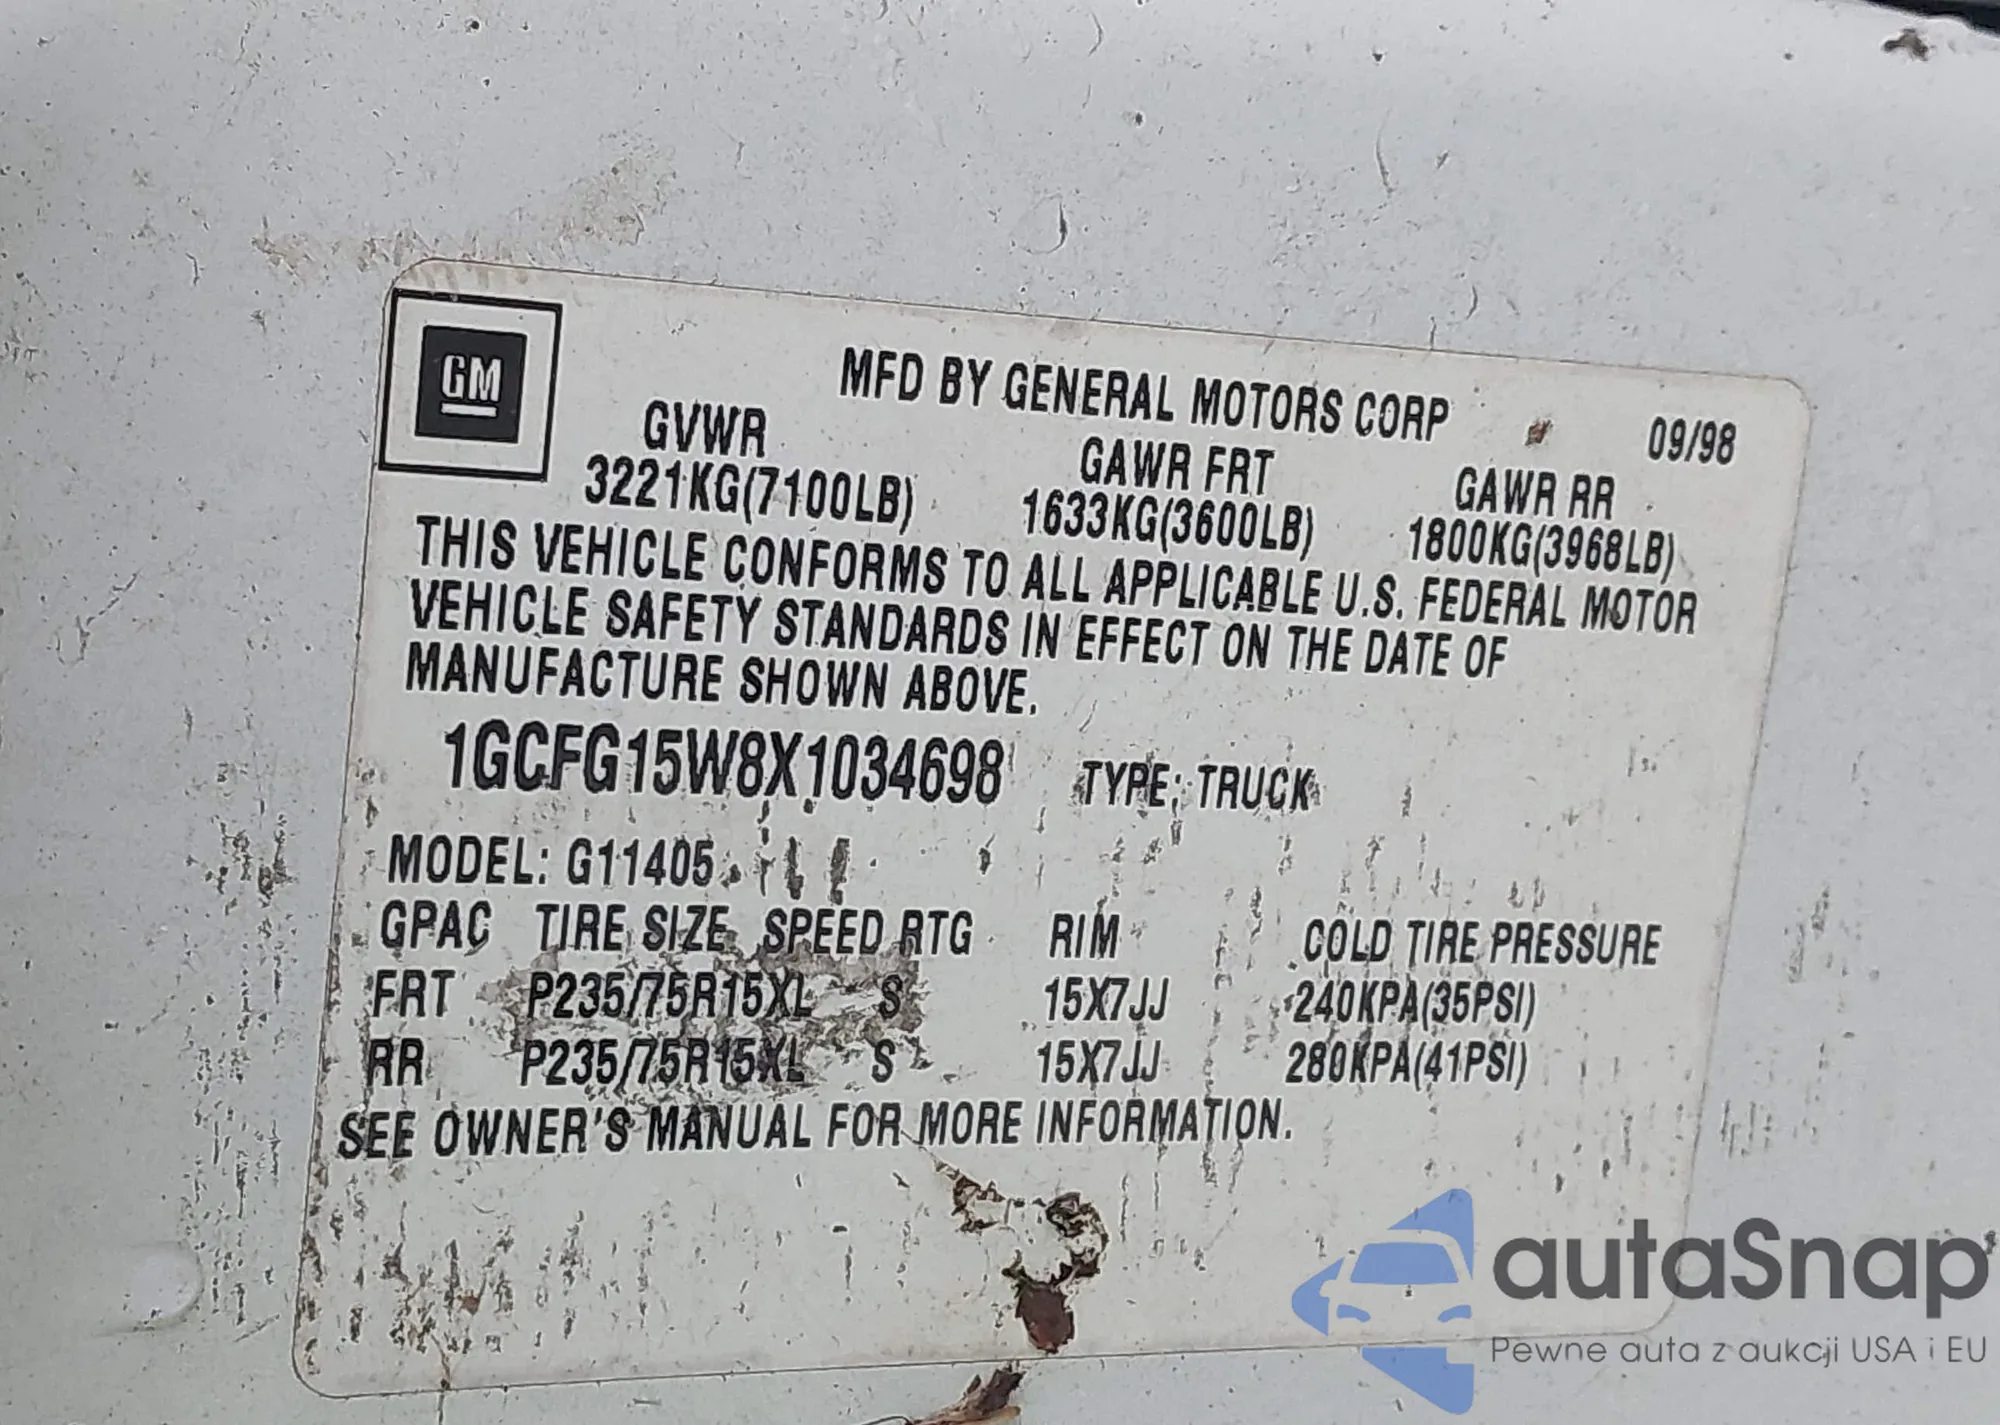 GM
MFD BY GENERAL MOTORS CORP 09/98
GVWR GAWR FRT GAWR RR
3221KG(7100LB) 1633KG(3600LB) 1800KG(3968LB)
THIS VEHICLE CONFORMS TO ALL APPLICABLE U.S. FEDERAL MOTOR
VEHICLE SAFETY STANDARDS IN EFFECT ON THE DATE OF
MANUFACTURE SHOWN ABOVE.
1GCFG15W8X1034698 TYPE: TRUCK
MODEL: G11405
GPAC TIRE SIZE SPEED RTG RIM COLD TIRE PRESSURE
FRT P235/75R15XL S 15X7JJ 240KPA(35PSI)
RR P235/75R15XL S 15X7JJ 280KPA(41PSI)
SEE OWNER'S MANUAL FOR MORE INFORMATION.
autaSnap
Pewne auta z aukcji USA i EU